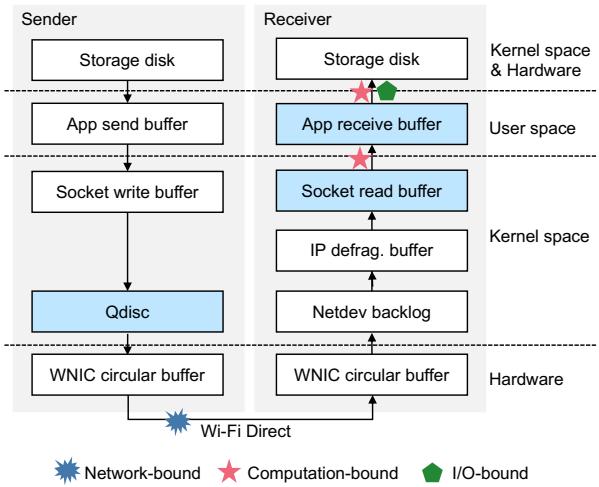 Sender
Receiver
Storage disk
Storage disk
Kernel space
& Hardware
App send buffer
App receive buffer
User space
Socket write buffer
Socket read buffer
IP defrag. buffer
Kernel space
Qdisc
Netdev backlog
WNIC circular buffer
WNIC circular buffer
Hardware
Wi-Fi Direct
Network-bound
Computation-bound
I/O-bound